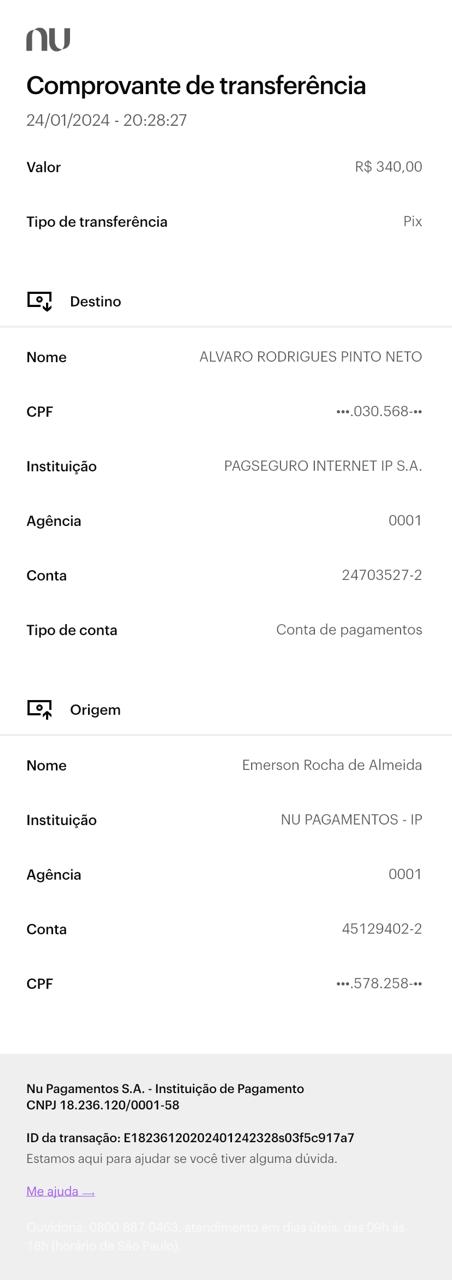 nu
Comprovante de transferência
24/01/2024 - 20:28:27
Valor R$ 340,00
Tipo de transferência Pix
Destino
Nome ALVARO RODRIGUES PINTO NETO
CPF •••.030.568-••
Instituição PAGSEGURO INTERNET IP S.A.
Agência 0001
Conta 24703527-2
Tipo de conta Conta de pagamentos
Origem
Nome Emerson Rocha de Almeida
Instituição NU PAGAMENTOS - IP
Agência 0001
Conta 45129402-2
CPF •••.578.258-••
Nu Pagamentos S.A. - Instituição de Pagamento
CNPJ 18.236.120/0001-58
ID da transação: E18236120202401242328s03f5c917a7
Estamos aqui para ajudar se você tiver alguma dúvida.
Me ajuda →
Ouvidoria: 0800 887 0463, atendimento em dias úteis, das 09h às
18h (horário de São Paulo).